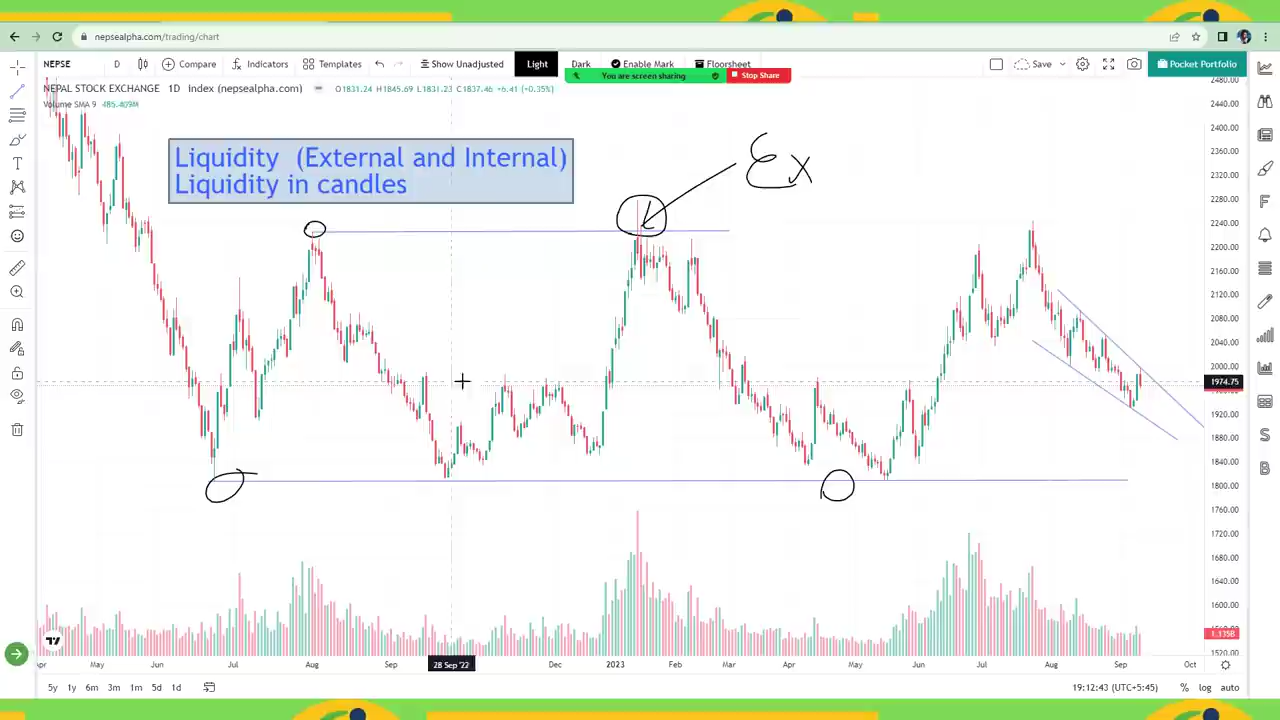 nepsealpha.com/trading/chart
NEPSE D Compare Indicators Templates Show Unadjusted Light Dark Enable Mark Floorsheet Save Pocket Portfolio
You are screen sharing Stop Share
NEPAL STOCK EXCHANGE 1D Index (nepsealpha.com) O1831.24 H1845.69 L1831.23 C1837.46 +6.41 (+0.35%)
Volume SMA 9 485.409M
Liquidity (External and Internal)
Liquidity in candles
Ex
2480.00
2440.00
2400.00
2360.00
2320.00
2280.00
2240.00
2200.00
2160.00
2120.00
2080.00
2040.00
2000.00
1974.75
1920.00
1880.00
1840.00
1800.00
1760.00
1720.00
1680.00
1640.00
1600.00
1.135B
1520.00
May Jun Jul Aug Sep 28 Sep '22 Dec 2023 Feb Mar Apr May Jun Jul Aug Sep Oct
5y 1y 6m 3m 1m 5d 1d 19:12:43 (UTC+5:45) % log auto